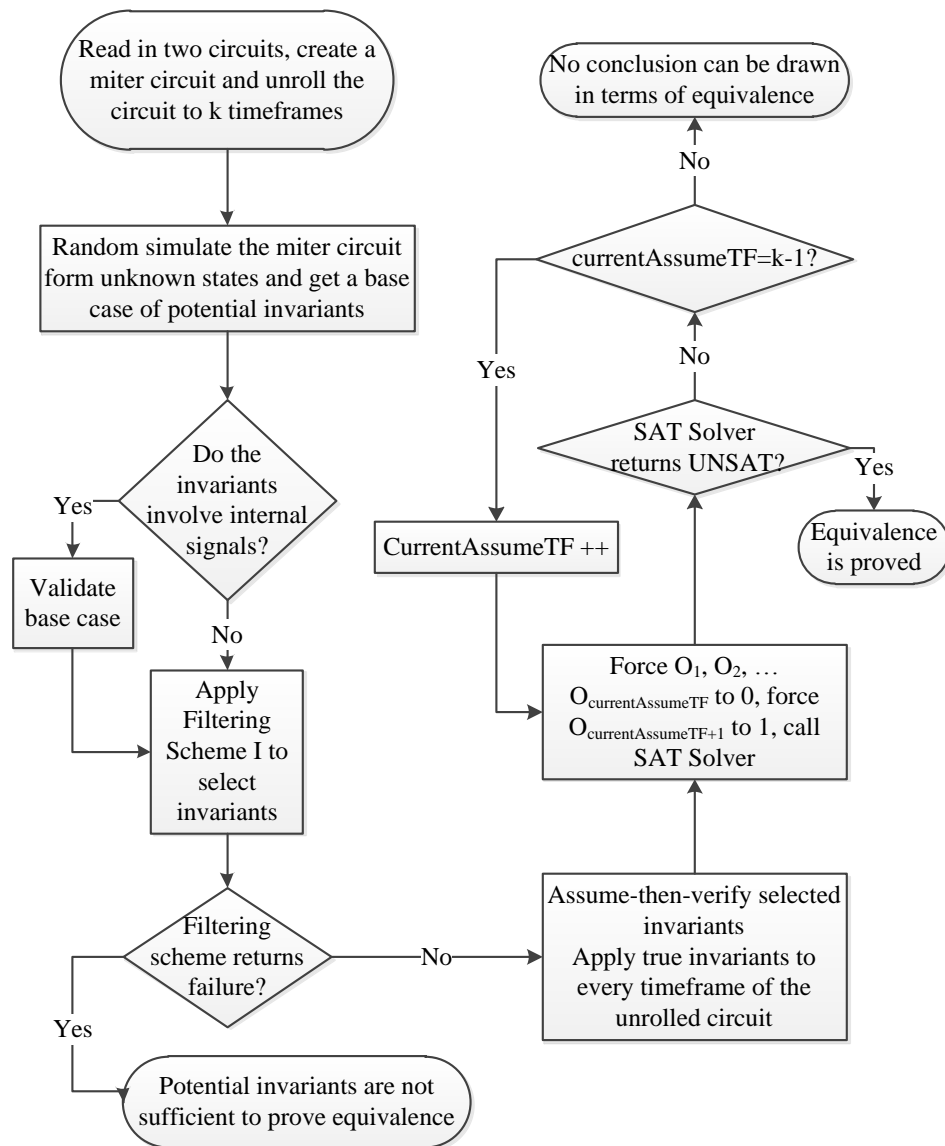 Read in two circuits, create a
miter circuit and unroll the
circuit to k timeframes
Random simulate the miter circuit
form unknown states and get a base
case of potential invariants
Do the
invariants
involve internal
signals?
Yes
Validate
base case
No
Apply
Filtering
Scheme I to
select
invariants
Filtering
scheme returns
failure?
Yes
No
Potential invariants are not
sufficient to prove equivalence
Assume-then-verify selected
invariants
Apply true invariants to
every timeframe of the
unrolled circuit
Force O₁, O₂, …
O_currentAssumeTF to 0, force
O_currentAssumeTF+1 to 1, call
SAT Solver
SAT Solver
returns UNSAT?
Yes
Equivalence
is proved
No
currentAssumeTF=k-1?
Yes
CurrentAssumeTF ++
No
No conclusion can be drawn
in terms of equivalence